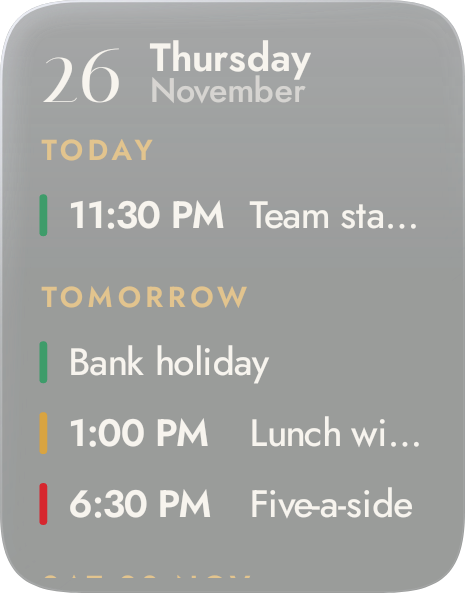 26 Thursday
November
TODAY
11:30 PM Team sta...
TOMORROW
Bank holiday
1:00 PM Lunch wi...
6:30 PM Five-a-side